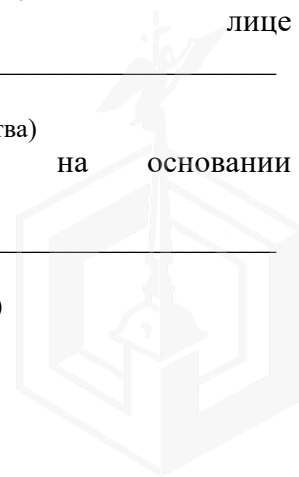 лице
тва)
на основании
)